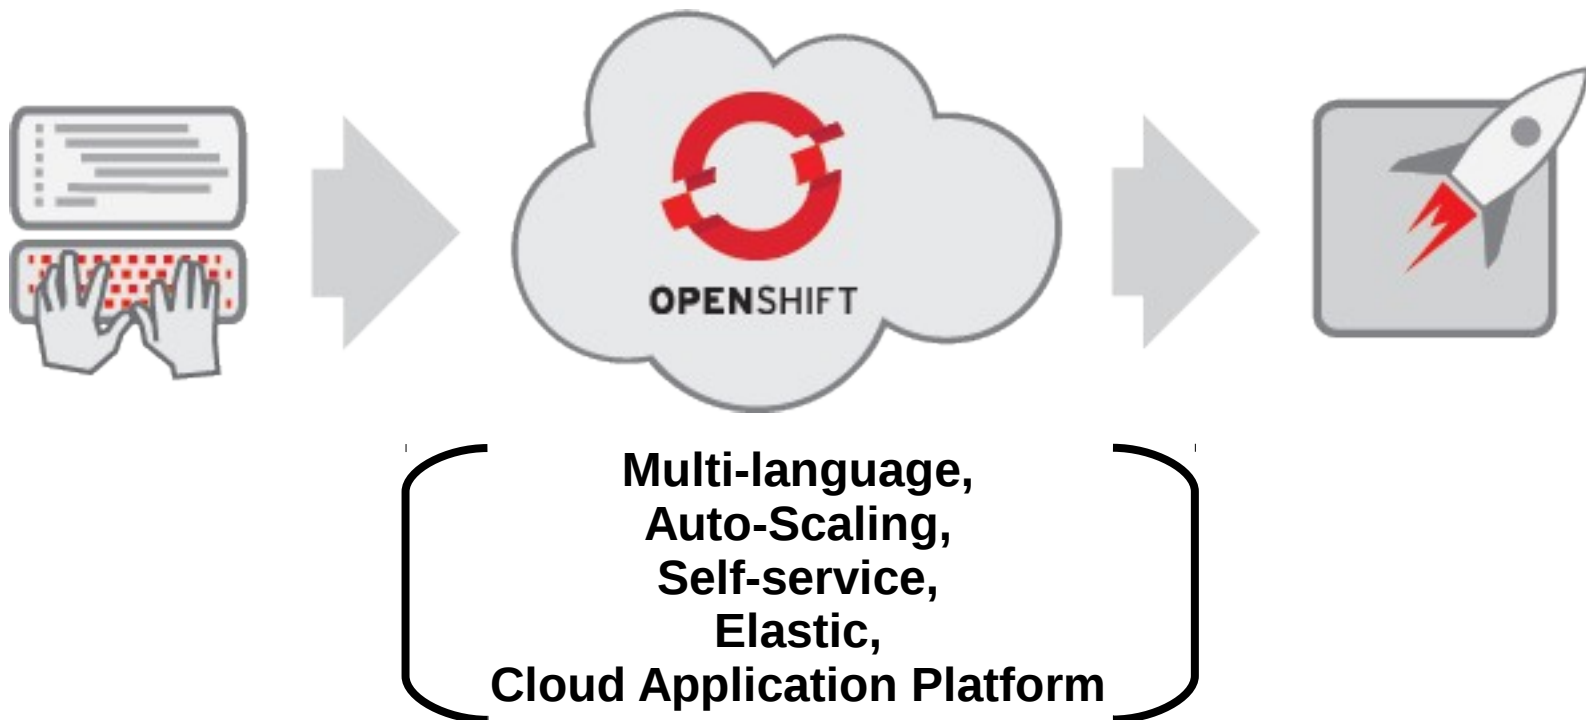 OPENSHIFT
Multi-language,
Auto-Scaling,
Self-service,
Elastic,
Cloud Application Platform